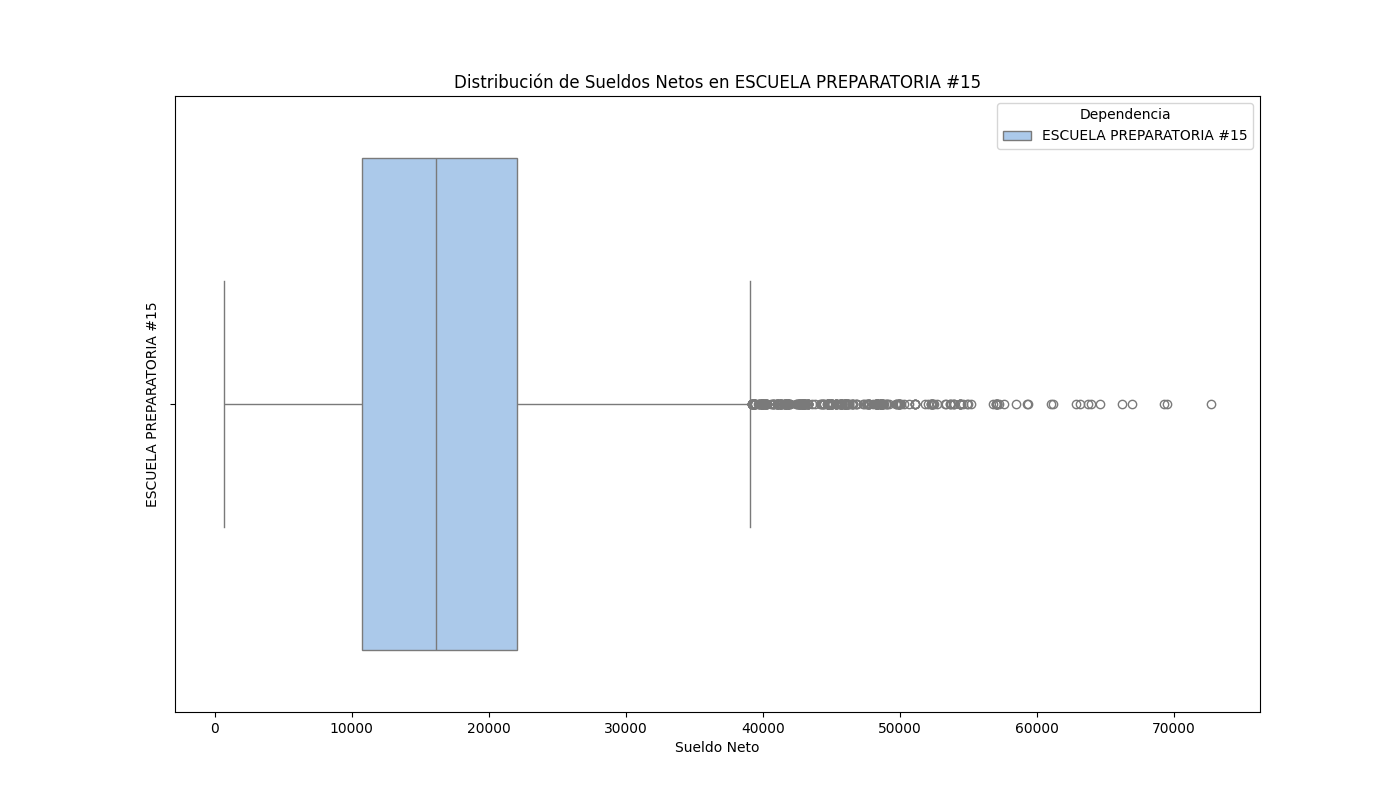 Distribución de Sueldos Netos en ESCUELA PREPARATORIA #15
Dependencia
ESCUELA PREPARATORIA #15
ESCUELA PREPARATORIA #15
0 10000 20000 30000 40000 50000 60000 70000
Sueldo Neto